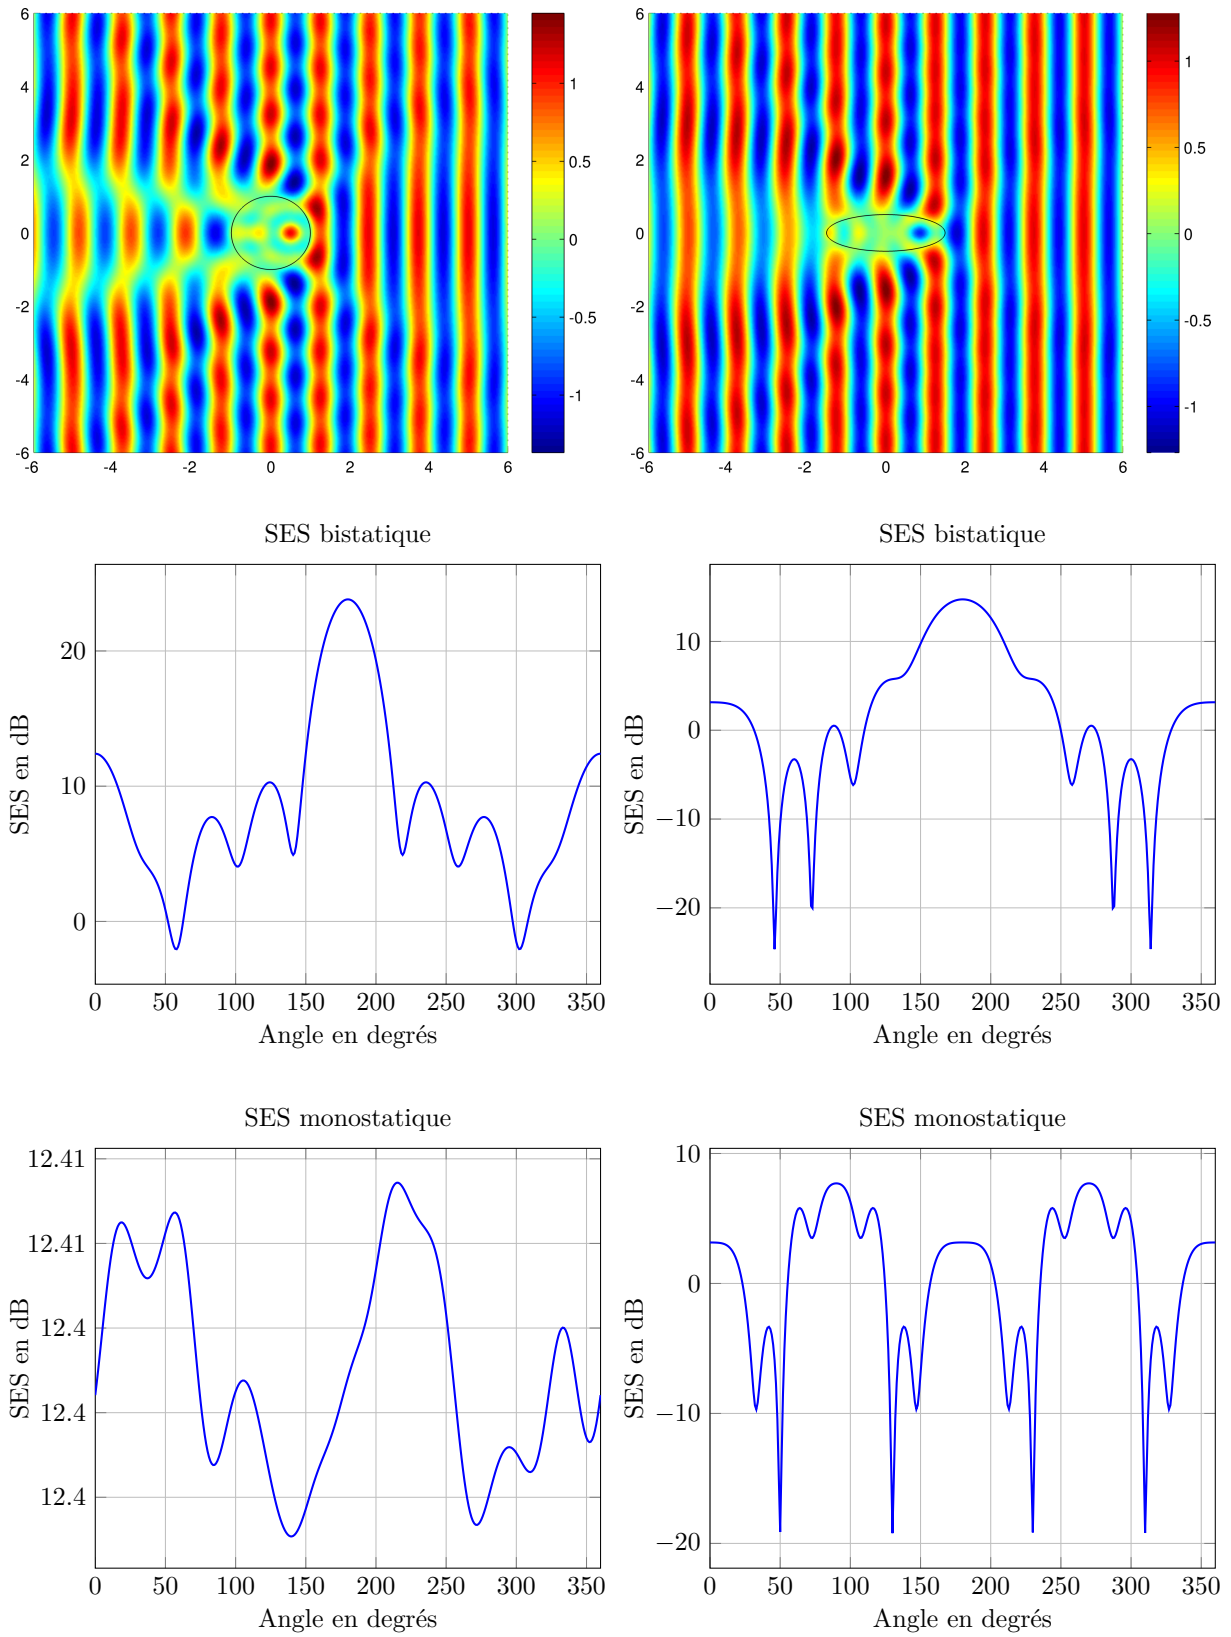 6
4
2
0
-2
-4
-6
-6 -4 -2 0 2 4 6
1
0.5
0
-0.5
-1
6
4
2
0
-2
-4
-6
-6 -4 -2 0 2 4 6
1
0.5
0
-0.5
-1
SES bistatique
SES en dB
20
10
0
0 50 100 150 200 250 300 350
Angle en degrés
SES bistatique
SES en dB
10
0
−10
−20
0 50 100 150 200 250 300 350
Angle en degrés
SES monostatique
SES en dB
12.41
12.41
12.4
12.4
12.4
0 50 100 150 200 250 300 350
Angle en degrés
SES monostatique
SES en dB
10
0
−10
−20
0 50 100 150 200 250 300 350
Angle en degrés